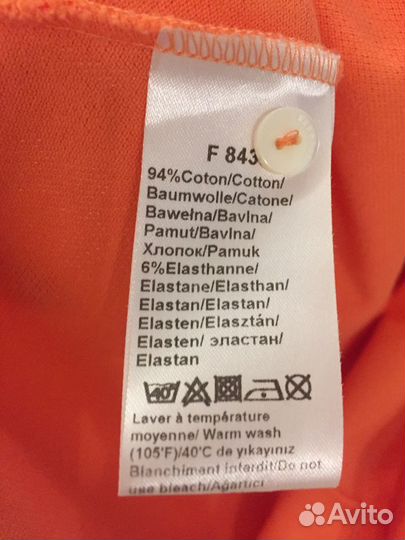 F 843
94%Coton/Cotton/
Baumwolle/Catone/
Bawełna/Bavlna/
Pamut/Bavlna/
Хлопок/Pamuk
6%Elasthanne/
Elastane/Elasthan/
Elastan/Elastan/
Elasten/Elasztán/
Elasten/ эластан/
Elastan
40°
Laver à température
moyenne/ Warm wash
(105'F)/40'C de yıkayınız
Blanchiment interdit/Do not
use bleach/Ağartıcı
Avito